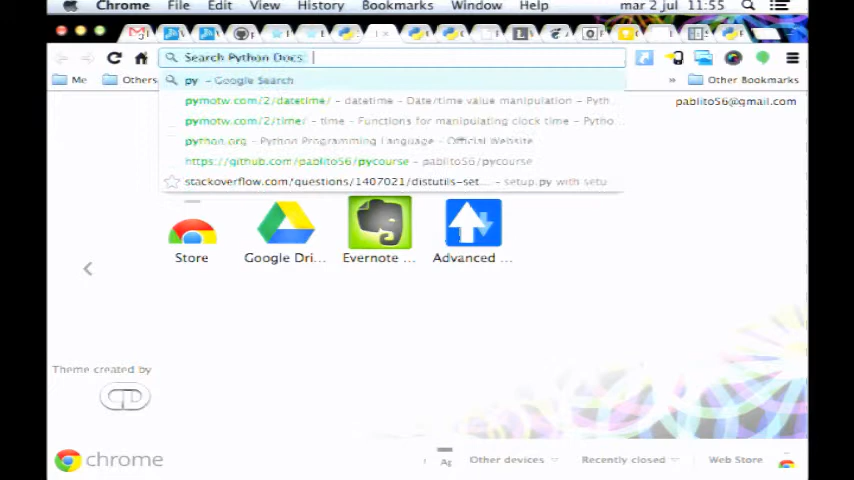 Chrome File Edit View History Bookmarks Window Help mar 2 jul 11:55
Search Python Docs:
Me Others » Other Bookmarks
py - Google Search
pymotw.com/2/datetime/ - datetime - Date/time value manipulation - Pyth...
pablito56@gmail.com
pymotw.com/2/time/ - time - Functions for manipulating clock time - Pytho...
python.org - Python Programming Language - Official Website
https://github.com/pablito56/pycourse - pablito56/pycourse
stackoverflow.com/questions/1407021/distutils-set... - setup.py with setu
Store Google Dri... Evernote ... Advanced ...
Theme created by
chrome Ap Other devices Recently closed Web Store